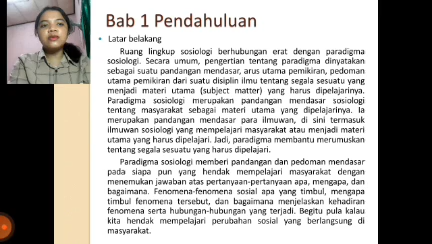 Bab 1 Pendahuluan
• Latar belakang
Ruang lingkup sosiologi berhubungan erat dengan paradigma
sosiologi. Secara umum, pengertian tentang paradigma dinyatakan
sebagai suatu pandangan mendasar, arus utama pemikiran, pedoman
utama pemikiran dari suatu disiplin ilmu tentang segala sesuatu yang
menjadi materi utama (subject matter) yang harus dipelajarinya.
Paradigma sosiologi merupakan pandangan mendasar sosiologi
tentang masyarakat sebagai materi utama yang dipelajarinya. Ia
merupakan pandangan mendasar para ilmuwan, di sini termasuk
ilmuwan sosiologi yang mempelajari masyarakat atau menjadi materi
utama yang harus dipelajari. Jadi, paradigma membantu merumuskan
tentang segala sesuatu yang harus dipelajari.
Paradigma sosiologi memberi pandangan dan pedoman mendasar
pada siapa pun yang hendak mempelajari masyarakat dengan
menemukan jawaban atas pertanyaan-pertanyaan apa, mengapa, dan
bagaimana. Fenomena-fenomena sosial apa yang timbul, mengapa
timbul fenomena tersebut, dan bagaimana menjelaskan kehadiran
fenomena serta hubungan-hubungan yang terjadi. Begitu pula kalau
kita hendak mempelajari perubahan sosial yang berlangsung di
masyarakat.